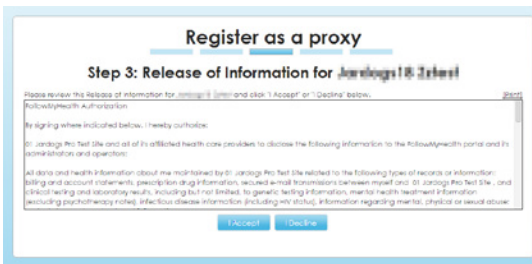 Register as a proxy
Step 3: Release of Information for
Please review this Release of Information for and click "I Accept" or "I Decline" below.
[Print]
FollowMyHealth Authorization
By signing where indicated below, I hereby authorize:
01 Jardogs Pro Test Site and all of its affiliated health care providers to disclose the following information to the FollowMyHealth portal and its
administrators and operators:
All data and health information about me maintained by 01 Jardogs Pro Test Site related to the following types of records or information:
billing and account statements, prescription drug information, secured e-mail transmissions between myself and 01 Jardogs Pro Test Site , and
clinical testing and laboratory results, including but not limited, to genetic testing information, mental health treatment information
(excluding psychotherapy notes), infectious disease information (including HIV status), information regarding mental, physical or sexual abuse;
I Accept
I Decline